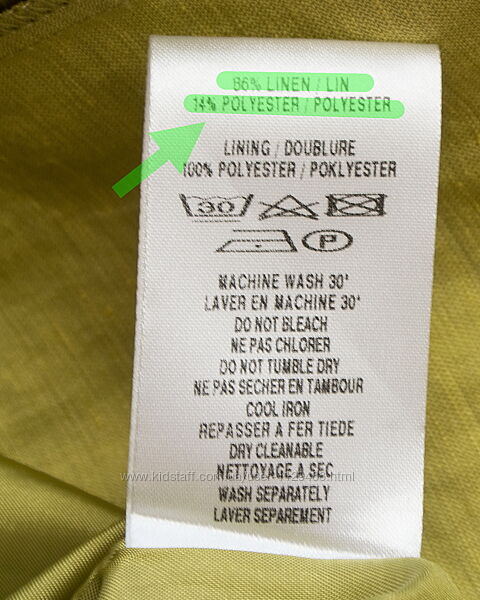 86% LINEN / LIN
14% POLYESTER / POLYESTER
LINING / DOUBLURE
100% POLYESTER / POKLYESTER
30
P
MACHINE WASH 30°
LAVER EN MACHINE 30°
DO NOT BLEACH
NE PAS CHLORER
DO NOT TUMBLE DRY
NE PAS SECHER EN TAMBOUR
COOL IRON
REPASSER A FER TIEDE
DRY CLEANABLE
NETTOYAGE A SEC
WASH SEPARATELY
LAVER SEPAREMENT